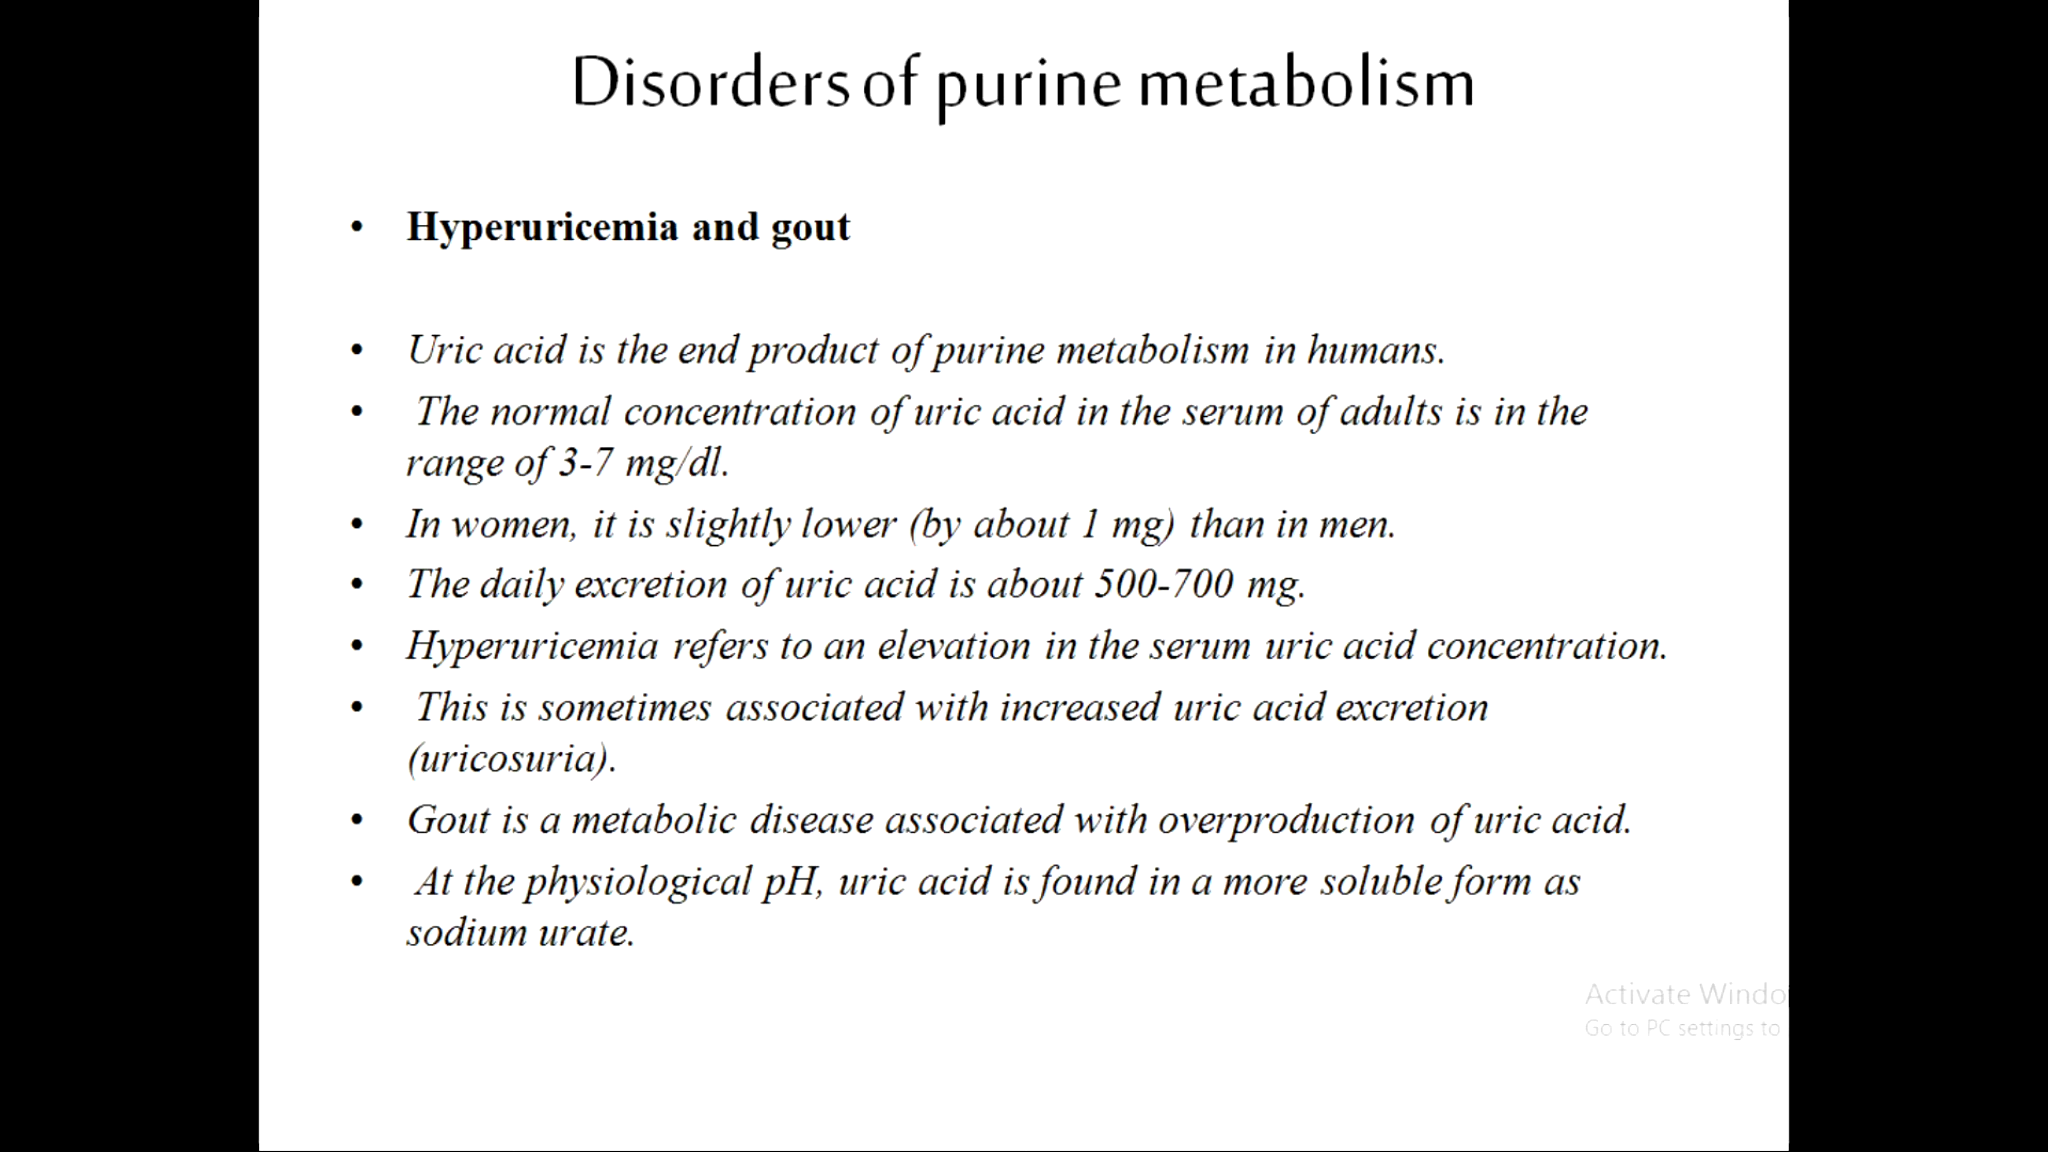 Disorders of purine metabolism
• Hyperuricemia and gout
• Uric acid is the end product of purine metabolism in humans.
• The normal concentration of uric acid in the serum of adults is in the
range of 3-7 mg/dl.
• In women, it is slightly lower (by about 1 mg) than in men.
• The daily excretion of uric acid is about 500-700 mg.
• Hyperuricemia refers to an elevation in the serum uric acid concentration.
• This is sometimes associated with increased uric acid excretion
(uricosuria).
• Gout is a metabolic disease associated with overproduction of uric acid.
• At the physiological pH, uric acid is found in a more soluble form as
sodium urate.
Activate Windo
Go to PC settings to